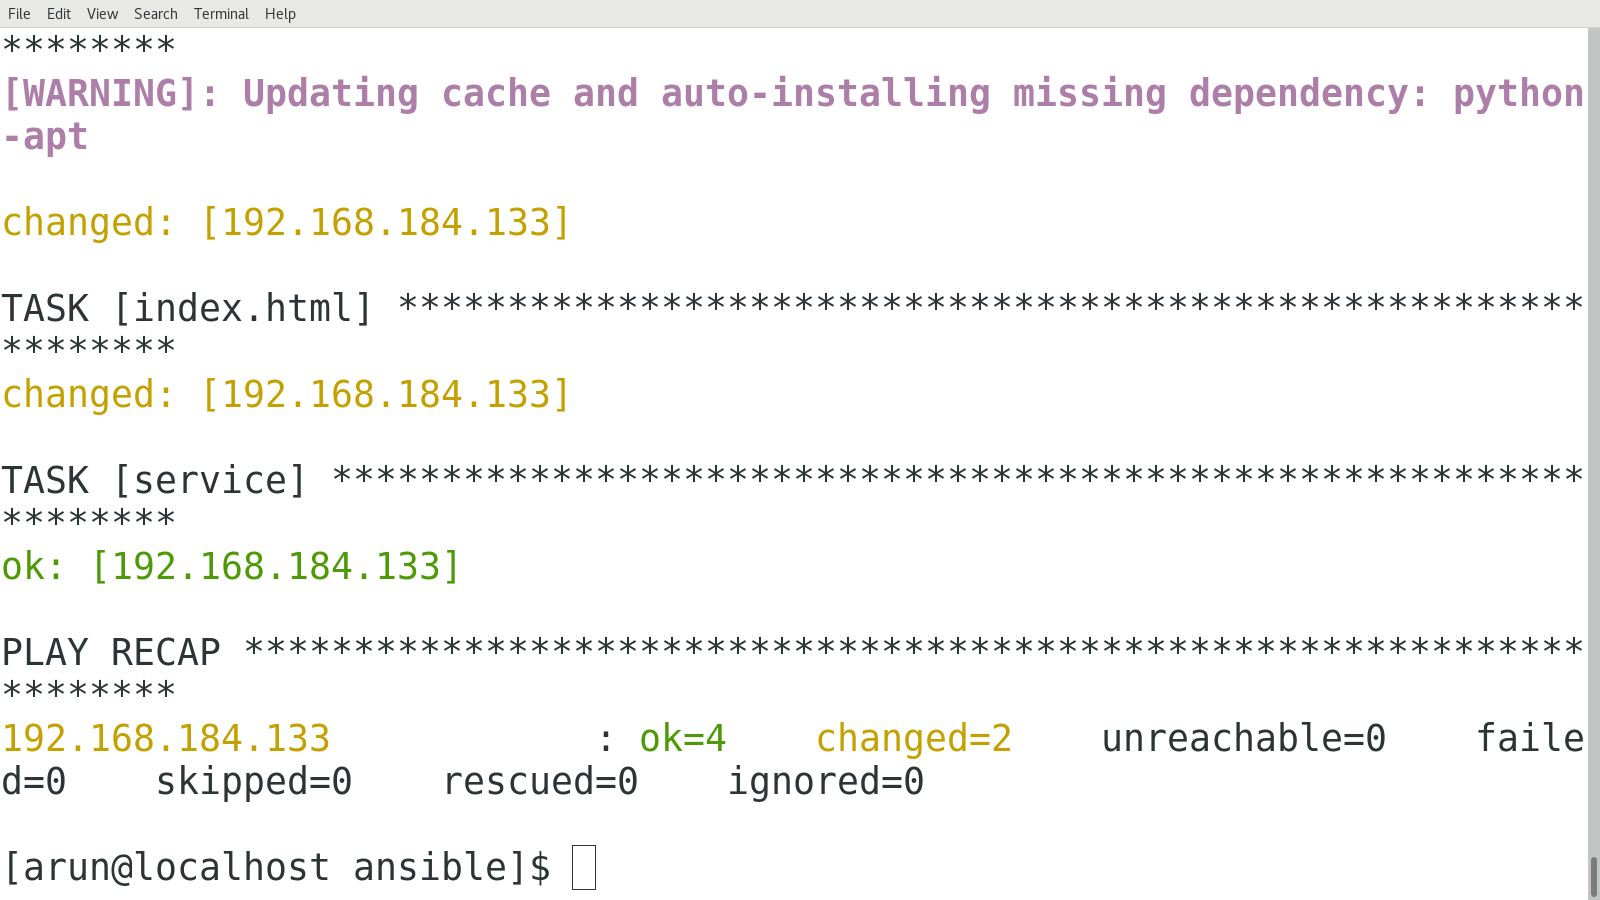 File Edit View Search Terminal Help
********
[WARNING]: Updating cache and auto-installing missing dependency: python
-apt
changed: [192.168.184.133]
TASK [index.html] ******************************************************
********
changed: [192.168.184.133]
TASK [service] *********************************************************
********
ok: [192.168.184.133]
PLAY RECAP *************************************************************
********
192.168.184.133            : ok=4    changed=2    unreachable=0    faile
d=0    skipped=0    rescued=0    ignored=0
[arun@localhost ansible]$